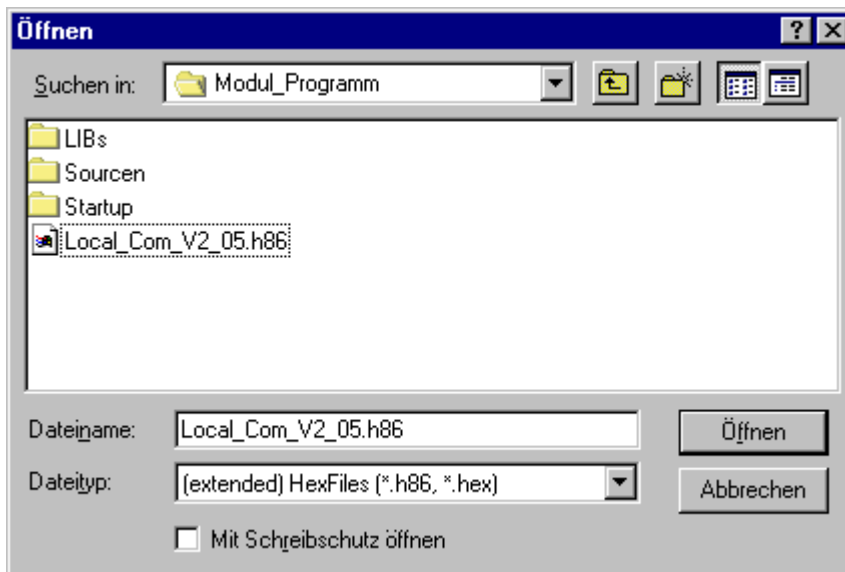 Öffnen
Suchen in: Modul_Programm
LIBs
Sourcen
Startup
Local_Com_V2_05.h86
Dateiname: Local_Com_V2_05.h86 Öffnen
Dateityp: (extended) HexFiles (*.h86, *.hex) Abbrechen
Mit Schreibschutz öffnen